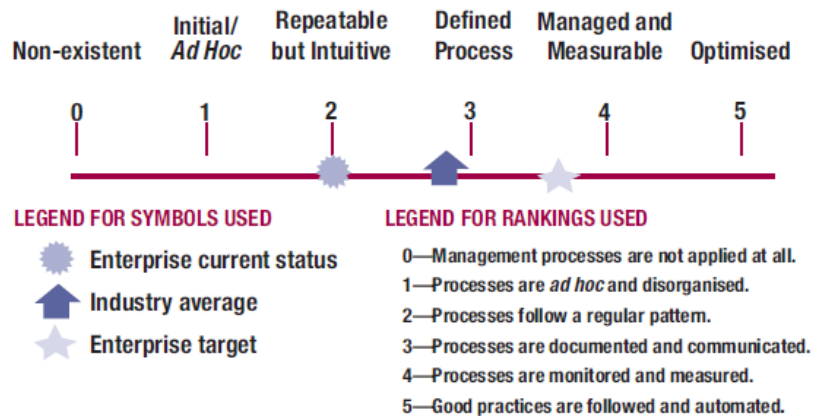 Non-existent
Initial/
Ad Hoc
Repeatable
but Intuitive
Defined
Process
Managed and
Measurable
Optimised
0 1 2 3 4 5
LEGEND FOR SYMBOLS USED
Enterprise current status
Industry average
Enterprise target
LEGEND FOR RANKINGS USED
0—Management processes are not applied at all.
1—Processes are ad hoc and disorganised.
2—Processes follow a regular pattern.
3—Processes are documented and communicated.
4—Processes are monitored and measured.
5—Good practices are followed and automated.